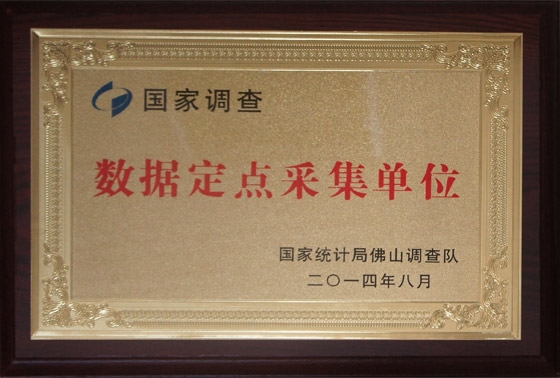 国家调查
数据定点采集单位
国家统计局佛山调查队
二〇一四年八月